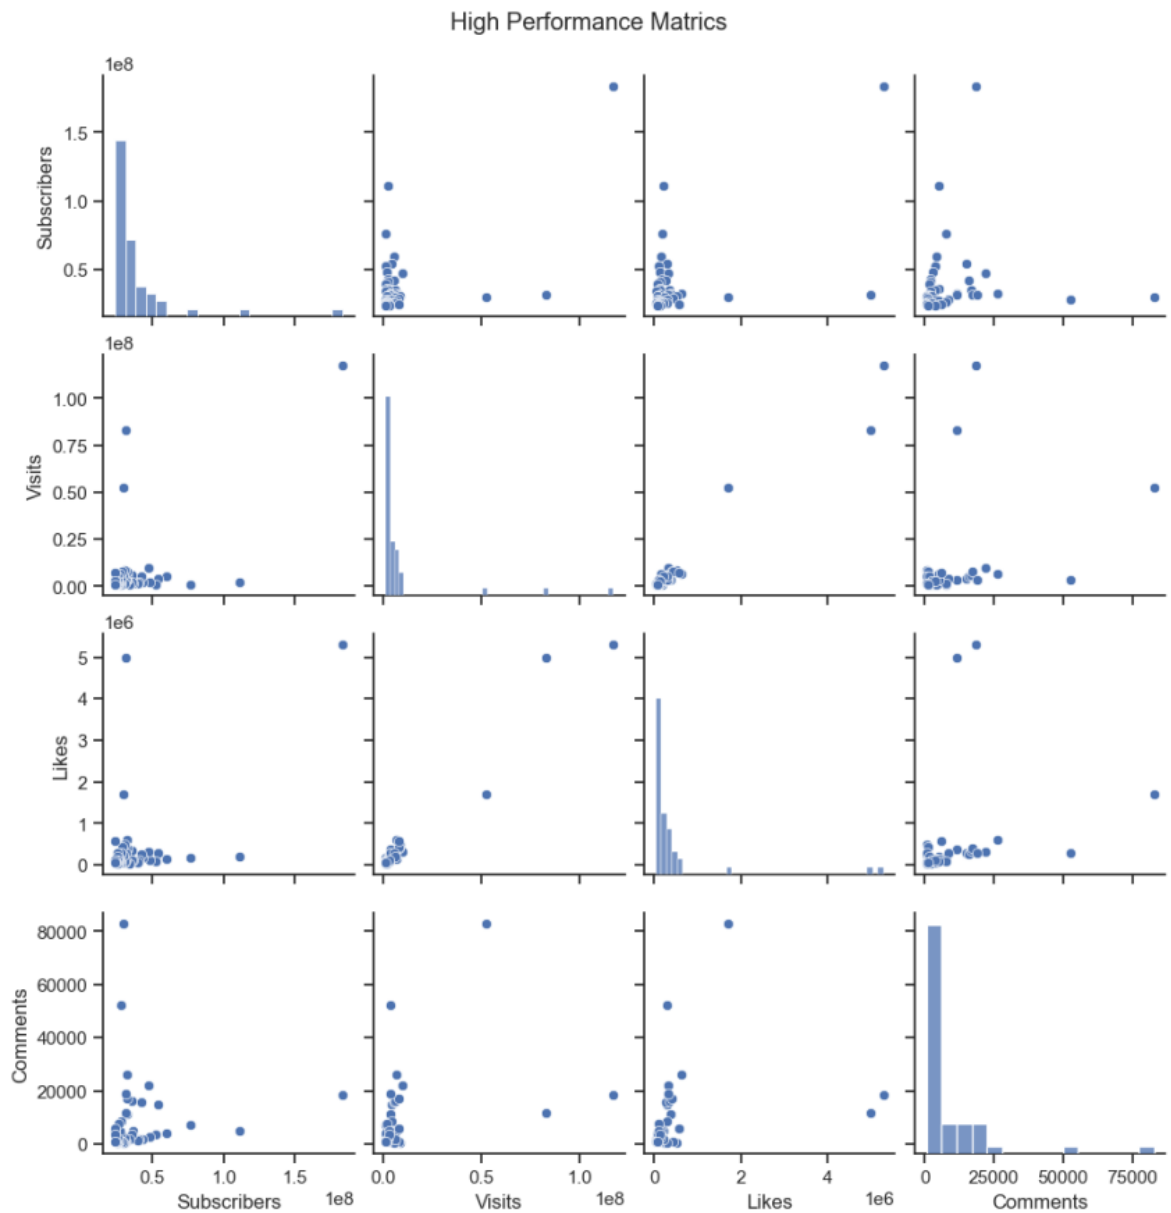 High Performance Matrics
1e8
Subscribers
1.5
1.0
0.5
1e8
Visits
1.00
0.75
0.50
0.25
0.00
1e6
Likes
5
4
3
2
1
0
Comments
80000
60000
40000
20000
0
0.5 1.0 1.5 0.0 0.5 1.0 0 2 4 0 25000 50000 75000
Subscribers 1e8 Visits 1e8 Likes 1e6 Comments